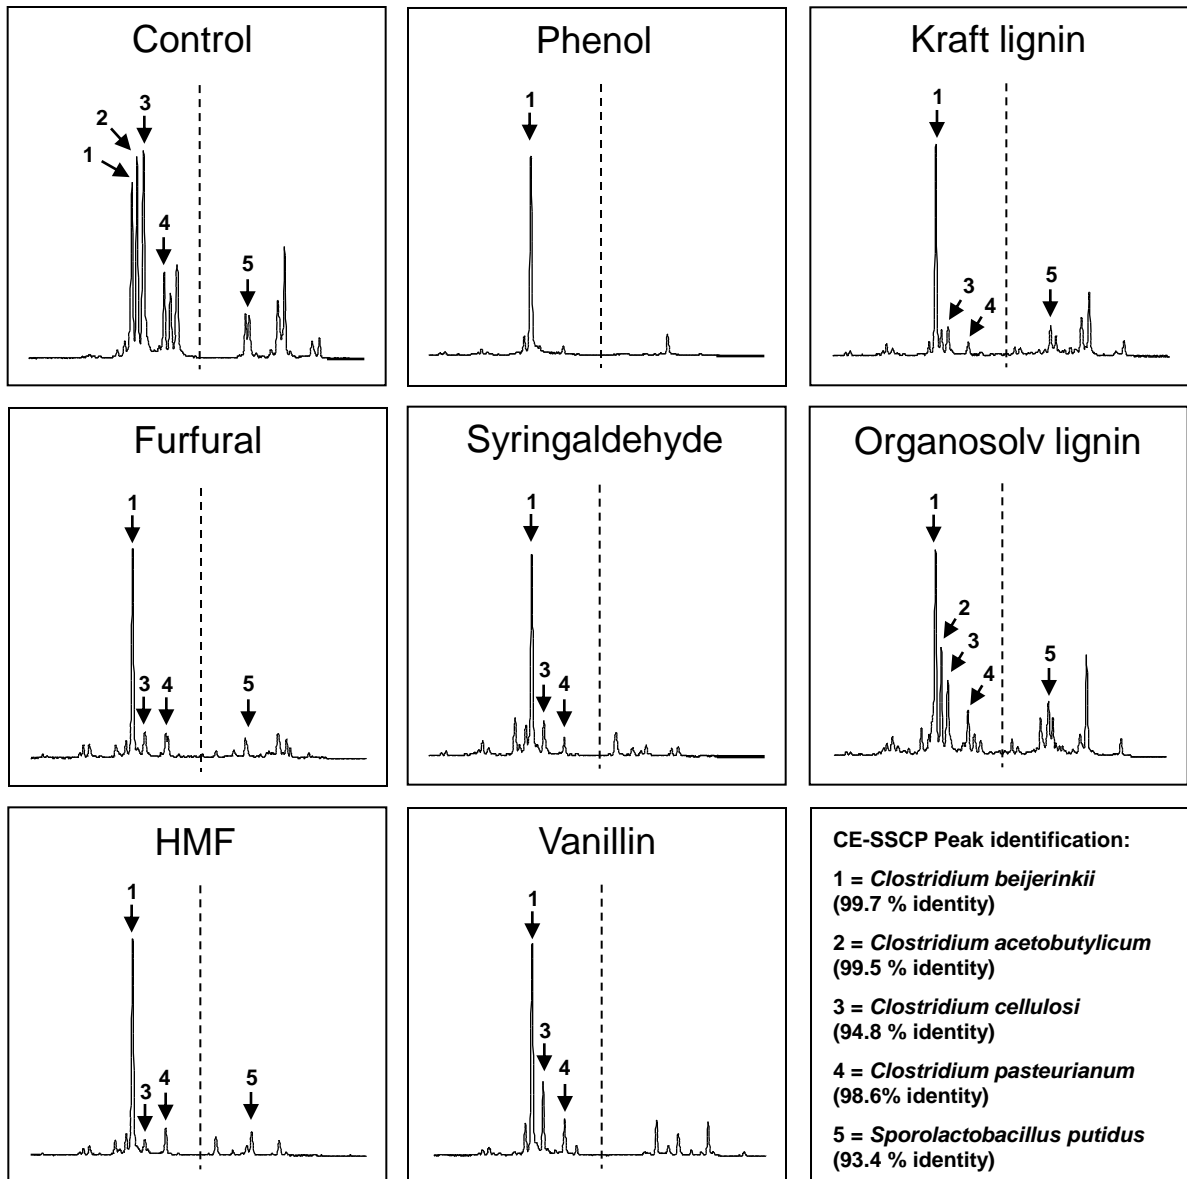 Control
1
2
3
4
5
Phenol
1
Kraft lignin
1
3
4
5
Furfural
1
3
4
5
Syringaldehyde
1
3
4
Organosolv lignin
1
2
3
4
5
HMF
1
3
4
5
Vanillin
1
3
4
CE-SSCP Peak identification:
1 = Clostridium beijerinkii
(99.7 % identity)
2 = Clostridium acetobutylicum
(99.5 % identity)
3 = Clostridium cellulosi
(94.8 % identity)
4 = Clostridium pasteurianum
(98.6% identity)
5 = Sporolactobacillus putidus
(93.4 % identity)